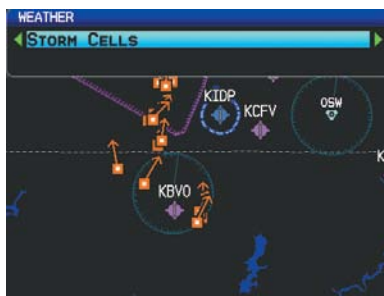 WEATHER
STORM CELLS
KIDP
KCFV
OSW
K
KBVO